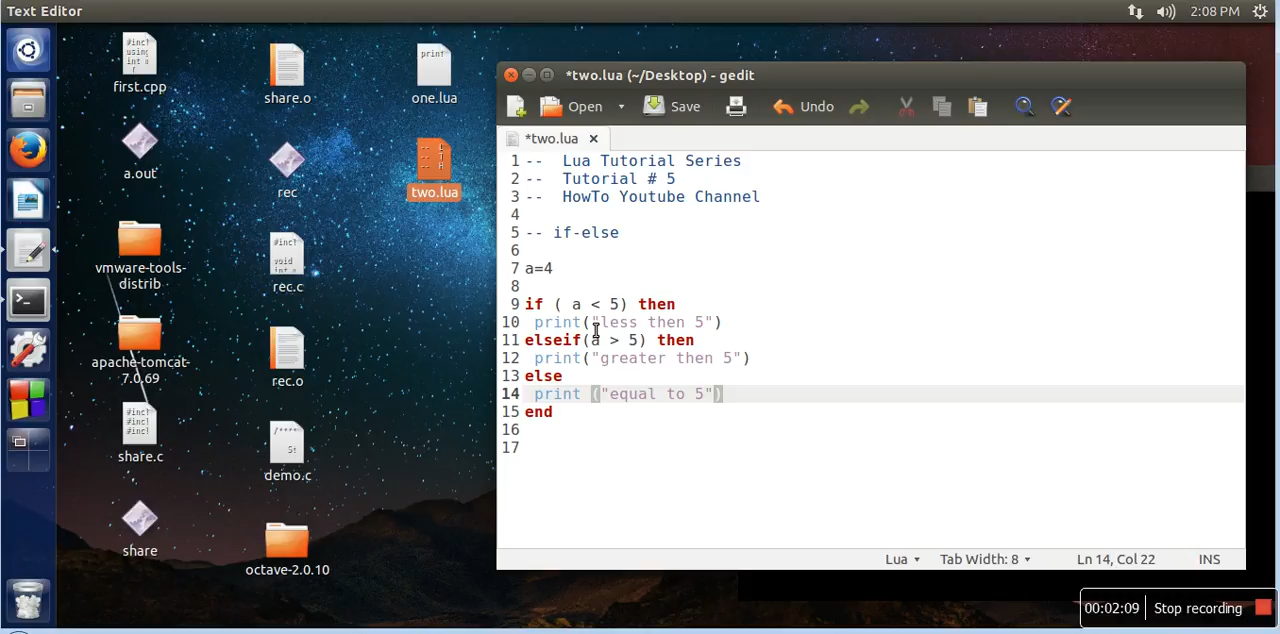 Text Editor
2:08 PM
first.cpp
share.o
one.lua
a.out
rec
two.lua
vmware-tools-
distrib
rec.c
apache-tomcat-
7.0.69
rec.o
share.c
demo.c
share
octave-2.0.10
*two.lua (~/Desktop) - gedit
Open
Save
Undo
*two.lua
1 --  Lua Tutorial Series
2 --  Tutorial # 5
3 --  HowTo Youtube Channel
4
5 -- if-else
6
7 a=4
8
9 if ( a < 5) then
10  print("less then 5")
11 elseif(a > 5) then
12  print("greater then 5")
13 else
14  print ("equal to 5")
15 end
16
17
Lua
Tab Width: 8
Ln 14, Col 22
INS
00:02:09
Stop recording